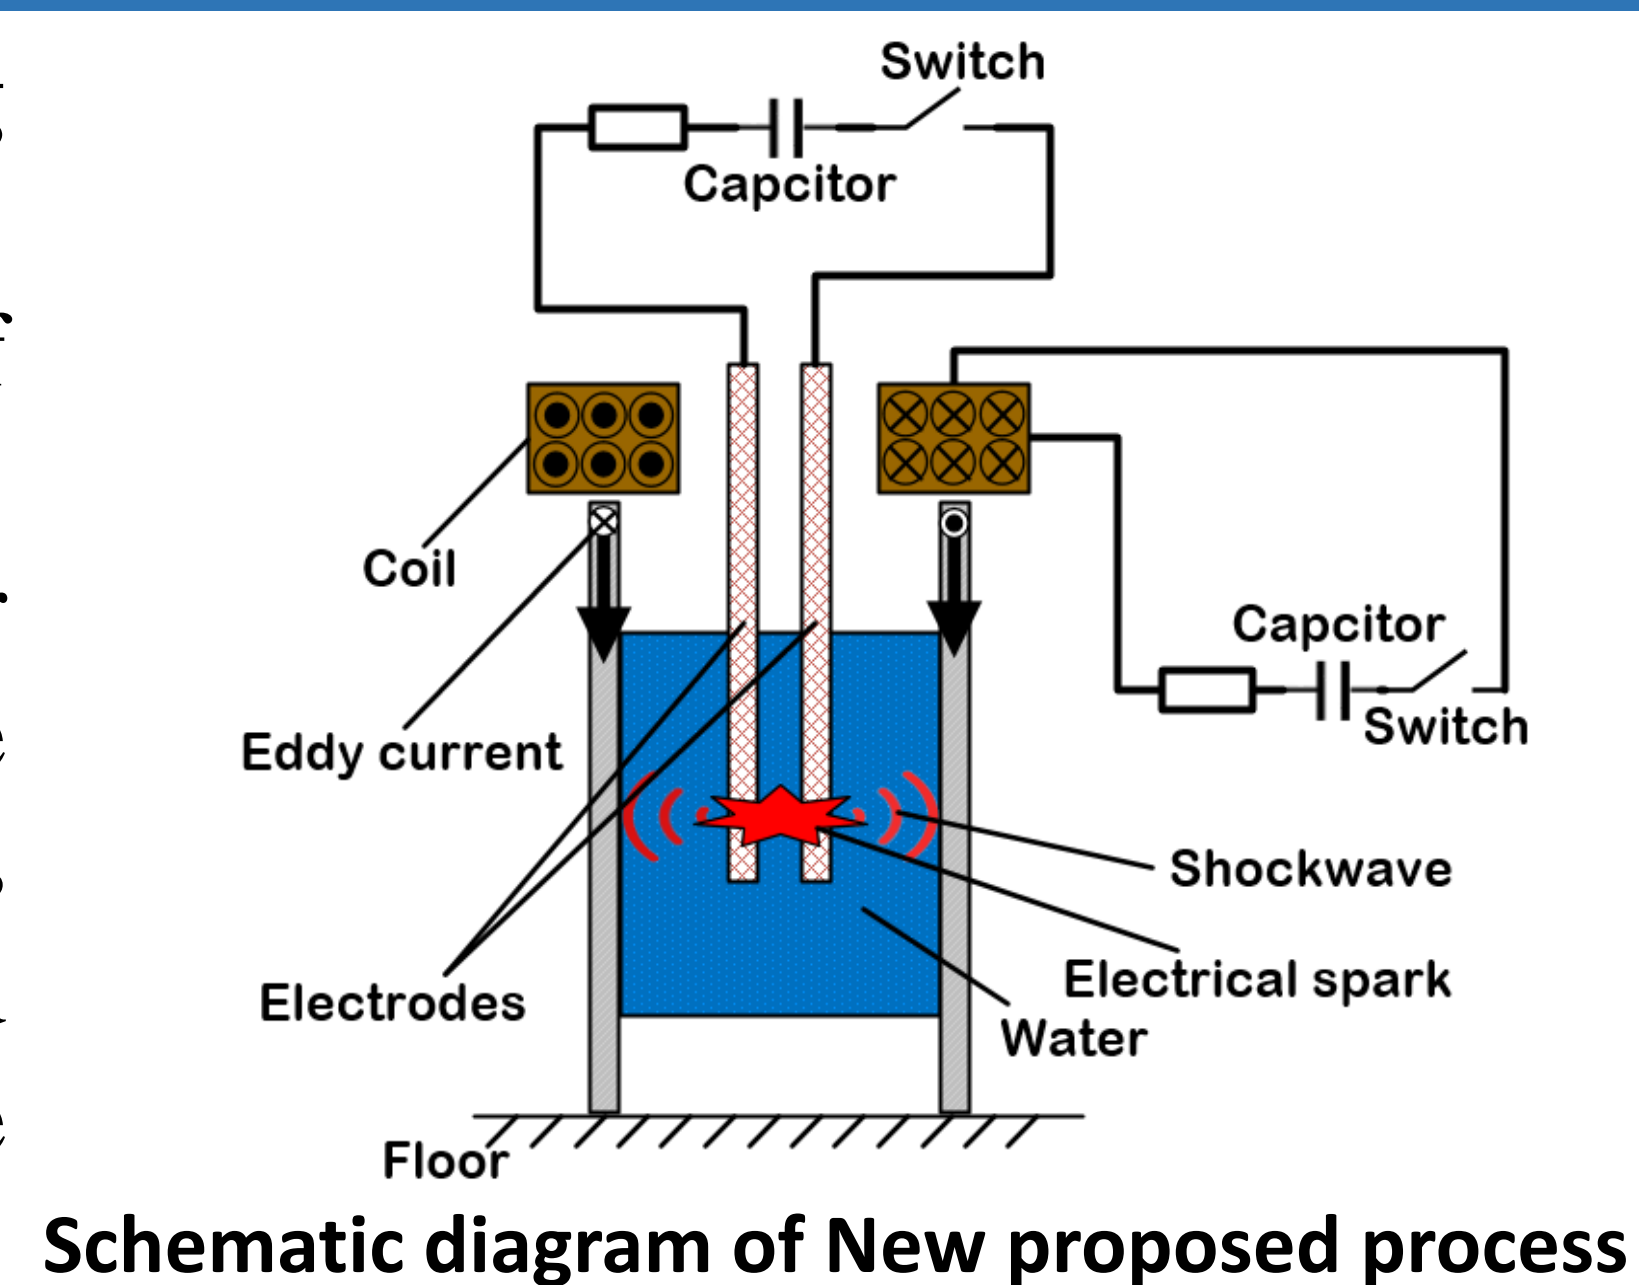 Switch
Capcitor
Coil
Capcitor
Switch
Eddy current
Shockwave
Electrical spark
Electrodes
Water
Floor
Schematic diagram of New proposed process